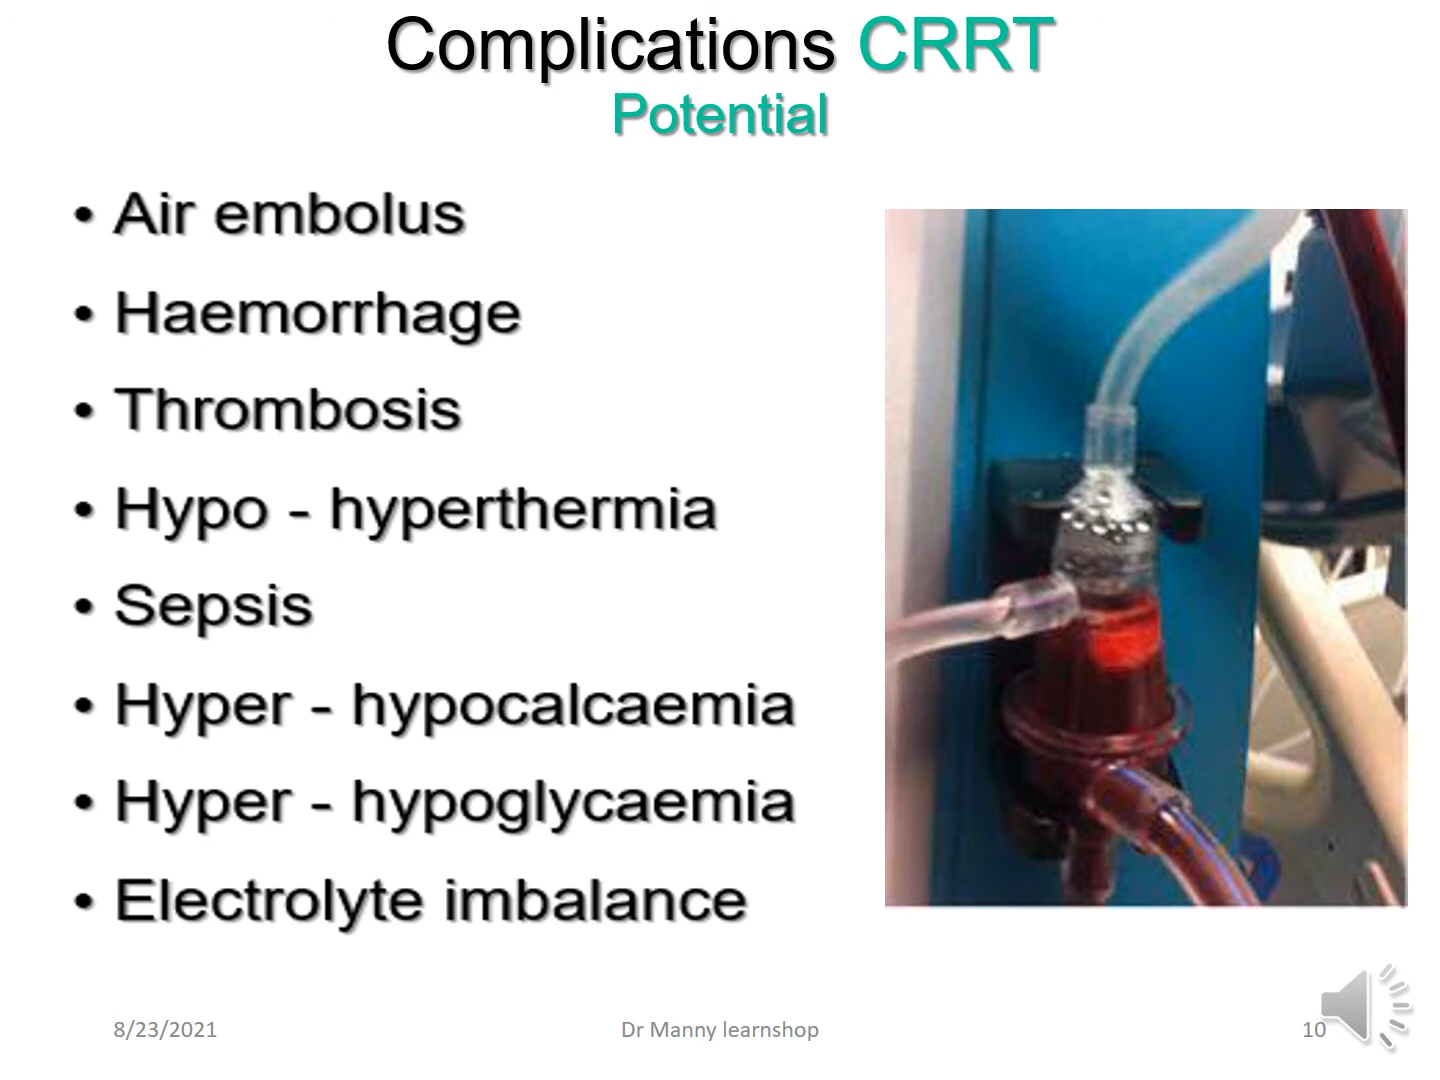 Complications CRRT
Potential
• Air embolus
• Haemorrhage
• Thrombosis
• Hypo - hyperthermia
• Sepsis
• Hyper - hypocalcaemia
• Hyper - hypoglycaemia
• Electrolyte imbalance
8/23/2021
Dr Manny learnshop
10